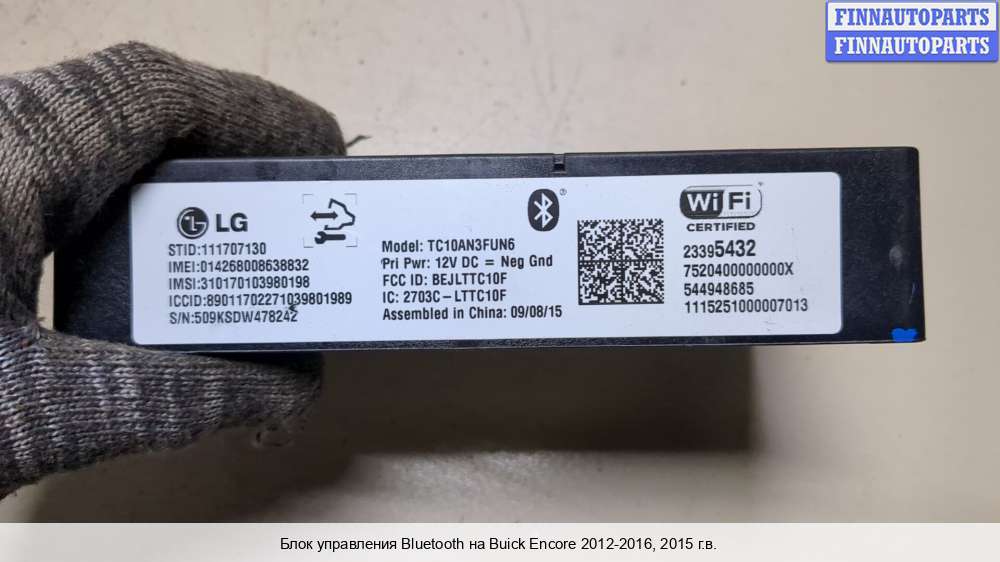 FINNAUTOPARTS
FINNAUTOPARTS
LG
STID:111707130
IMEI:014268008638832
IMSI:310170103980198
ICCID:89011702271039801989
S/N:509KSDW478242
Model: TC10AN3FUN6
Pri Pwr: 12V DC = Neg Gnd
FCC ID: BEJLTTC10F
IC: 2703C-LTTC10F
Assembled in China: 09/08/15
Wi Fi
CERTIFIED
23395432
7520400000000X
544948685
1115251000007013
Блок управления Bluetooth на Buick Encore 2012-2016, 2015 г.в.